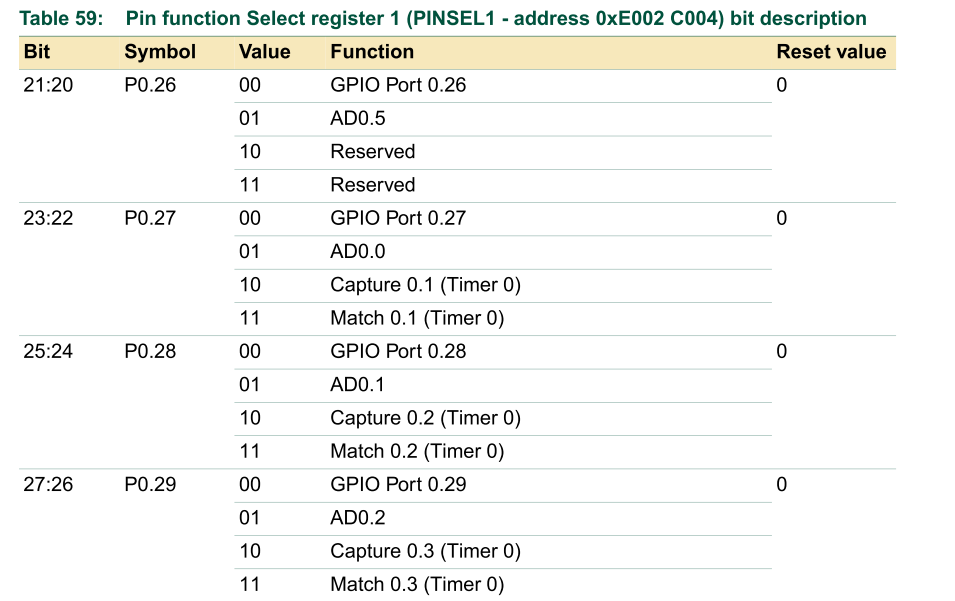 Table 59: Pin function Select register 1 (PINSEL1 - address 0xE002 C004) bit description
Bit Symbol Value Function Reset value
21:20 P0.26 00 GPIO Port 0.26 0
01 AD0.5
10 Reserved
11 Reserved
23:22 P0.27 00 GPIO Port 0.27 0
01 AD0.0
10 Capture 0.1 (Timer 0)
11 Match 0.1 (Timer 0)
25:24 P0.28 00 GPIO Port 0.28 0
01 AD0.1
10 Capture 0.2 (Timer 0)
11 Match 0.2 (Timer 0)
27:26 P0.29 00 GPIO Port 0.29 0
01 AD0.2
10 Capture 0.3 (Timer 0)
11 Match 0.3 (Timer 0)